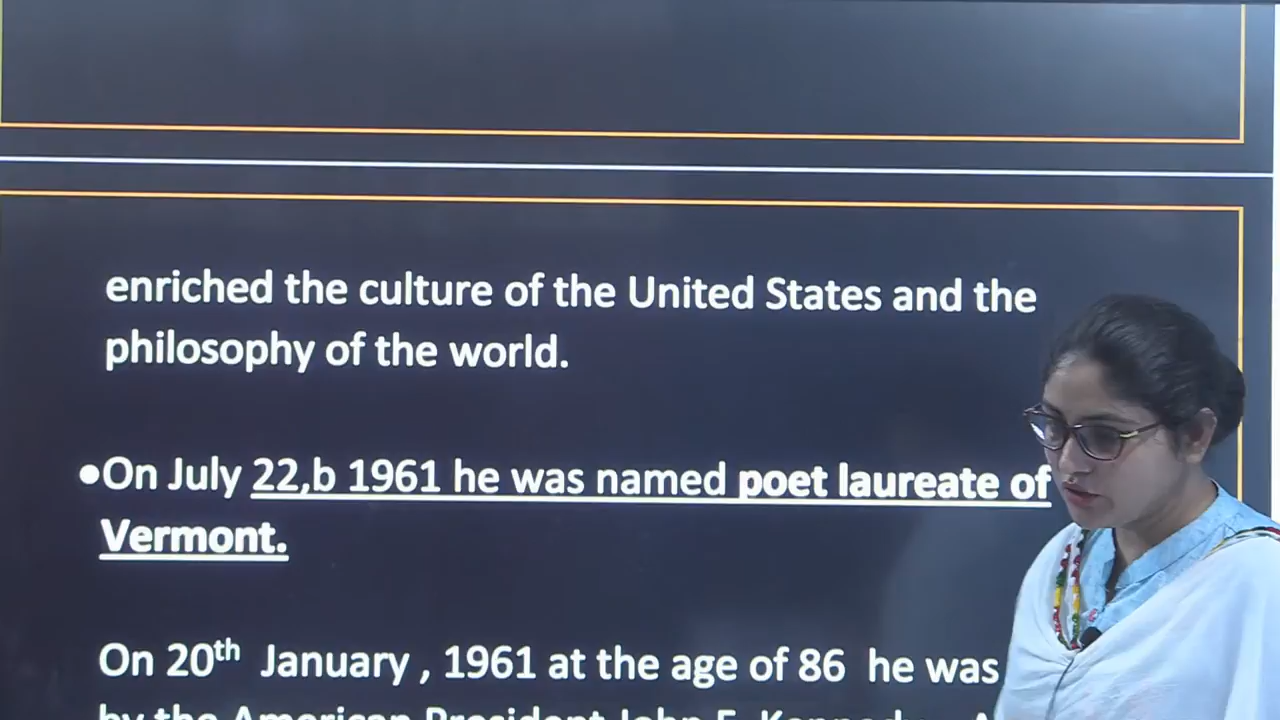 enriched the culture of the United States and the
philosophy of the world.
•On July 22,b 1961 he was named poet laureate of
Vermont.
On 20th January , 1961 at the age of 86 he was
by the American President John F. Kennedy. A